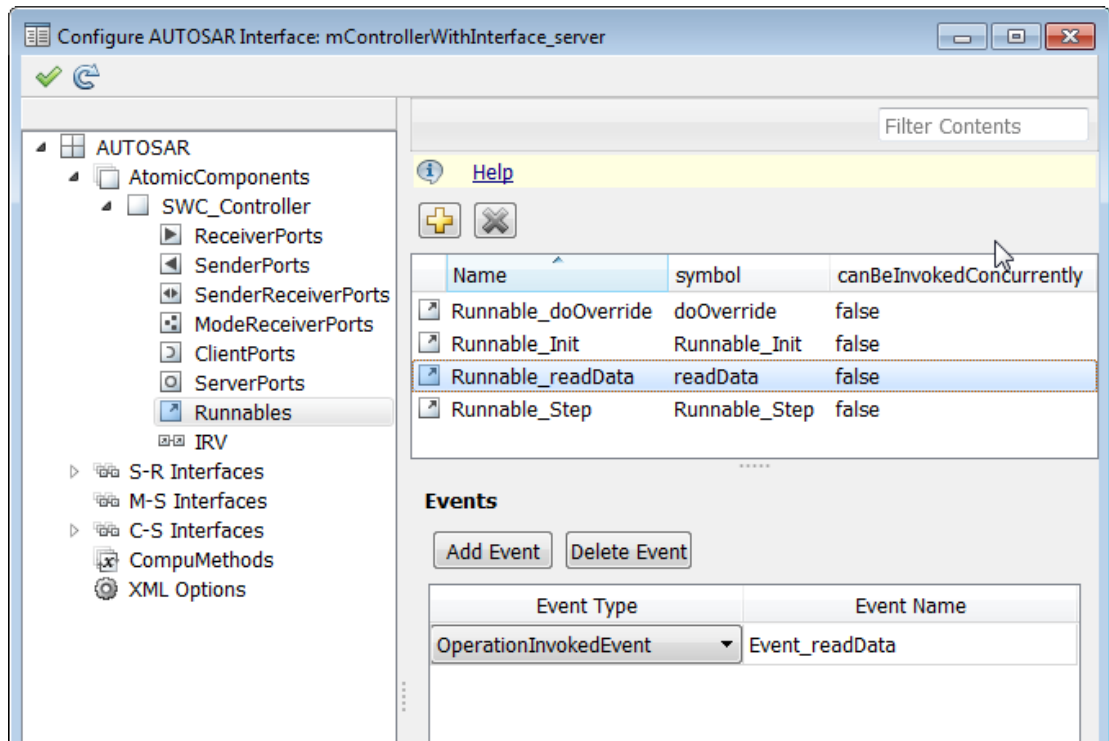 Configure AUTOSAR Interface: mControllerWithInterface_server
Filter Contents
AUTOSAR
AtomicComponents
SWC_Controller
ReceiverPorts
SenderPorts
SenderReceiverPorts
ModeReceiverPorts
ClientPorts
ServerPorts
Runnables
IRV
S-R Interfaces
M-S Interfaces
C-S Interfaces
CompuMethods
XML Options
Help
Name symbol canBeInvokedConcurrently
Runnable_doOverride doOverride false
Runnable_Init Runnable_Init false
Runnable_readData readData false
Runnable_Step Runnable_Step false
Events
Add Event Delete Event
Event Type Event Name
OperationInvokedEvent Event_readData